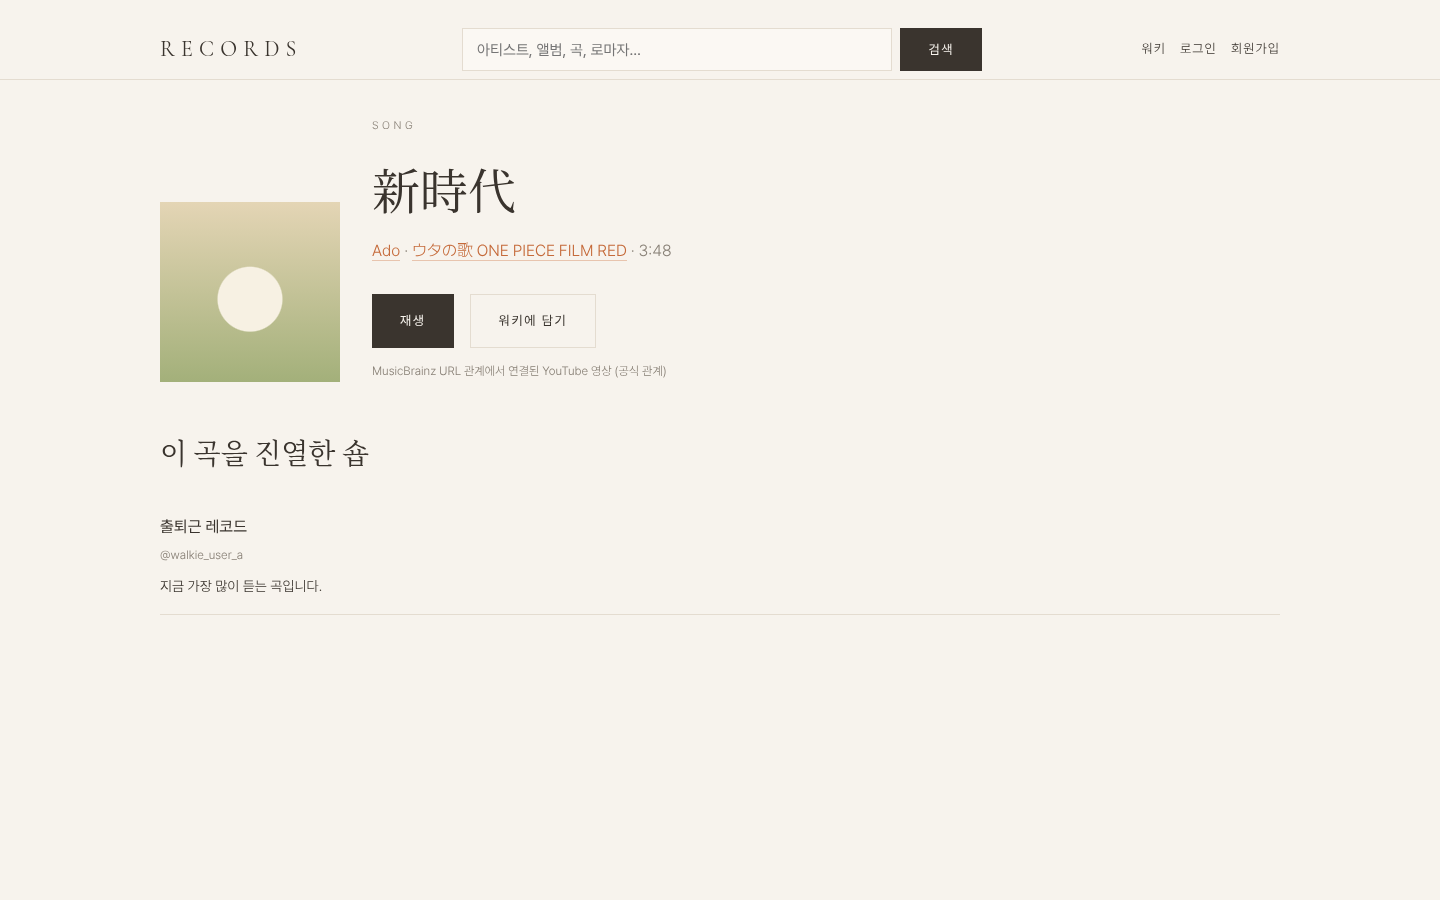 RECORDS
아티스트, 앨범, 곡, 로마자...
검색
워키 로그인 회원가입
SONG
新時代
Ado · ウタの歌 ONE PIECE FILM RED · 3:48
재생
워키에 담기
MusicBrainz URL 관계에서 연결된 YouTube 영상 (공식 관계)
이 곡을 진열한 숍
출퇴근 레코드
@walkie_user_a
지금 가장 많이 듣는 곡입니다.